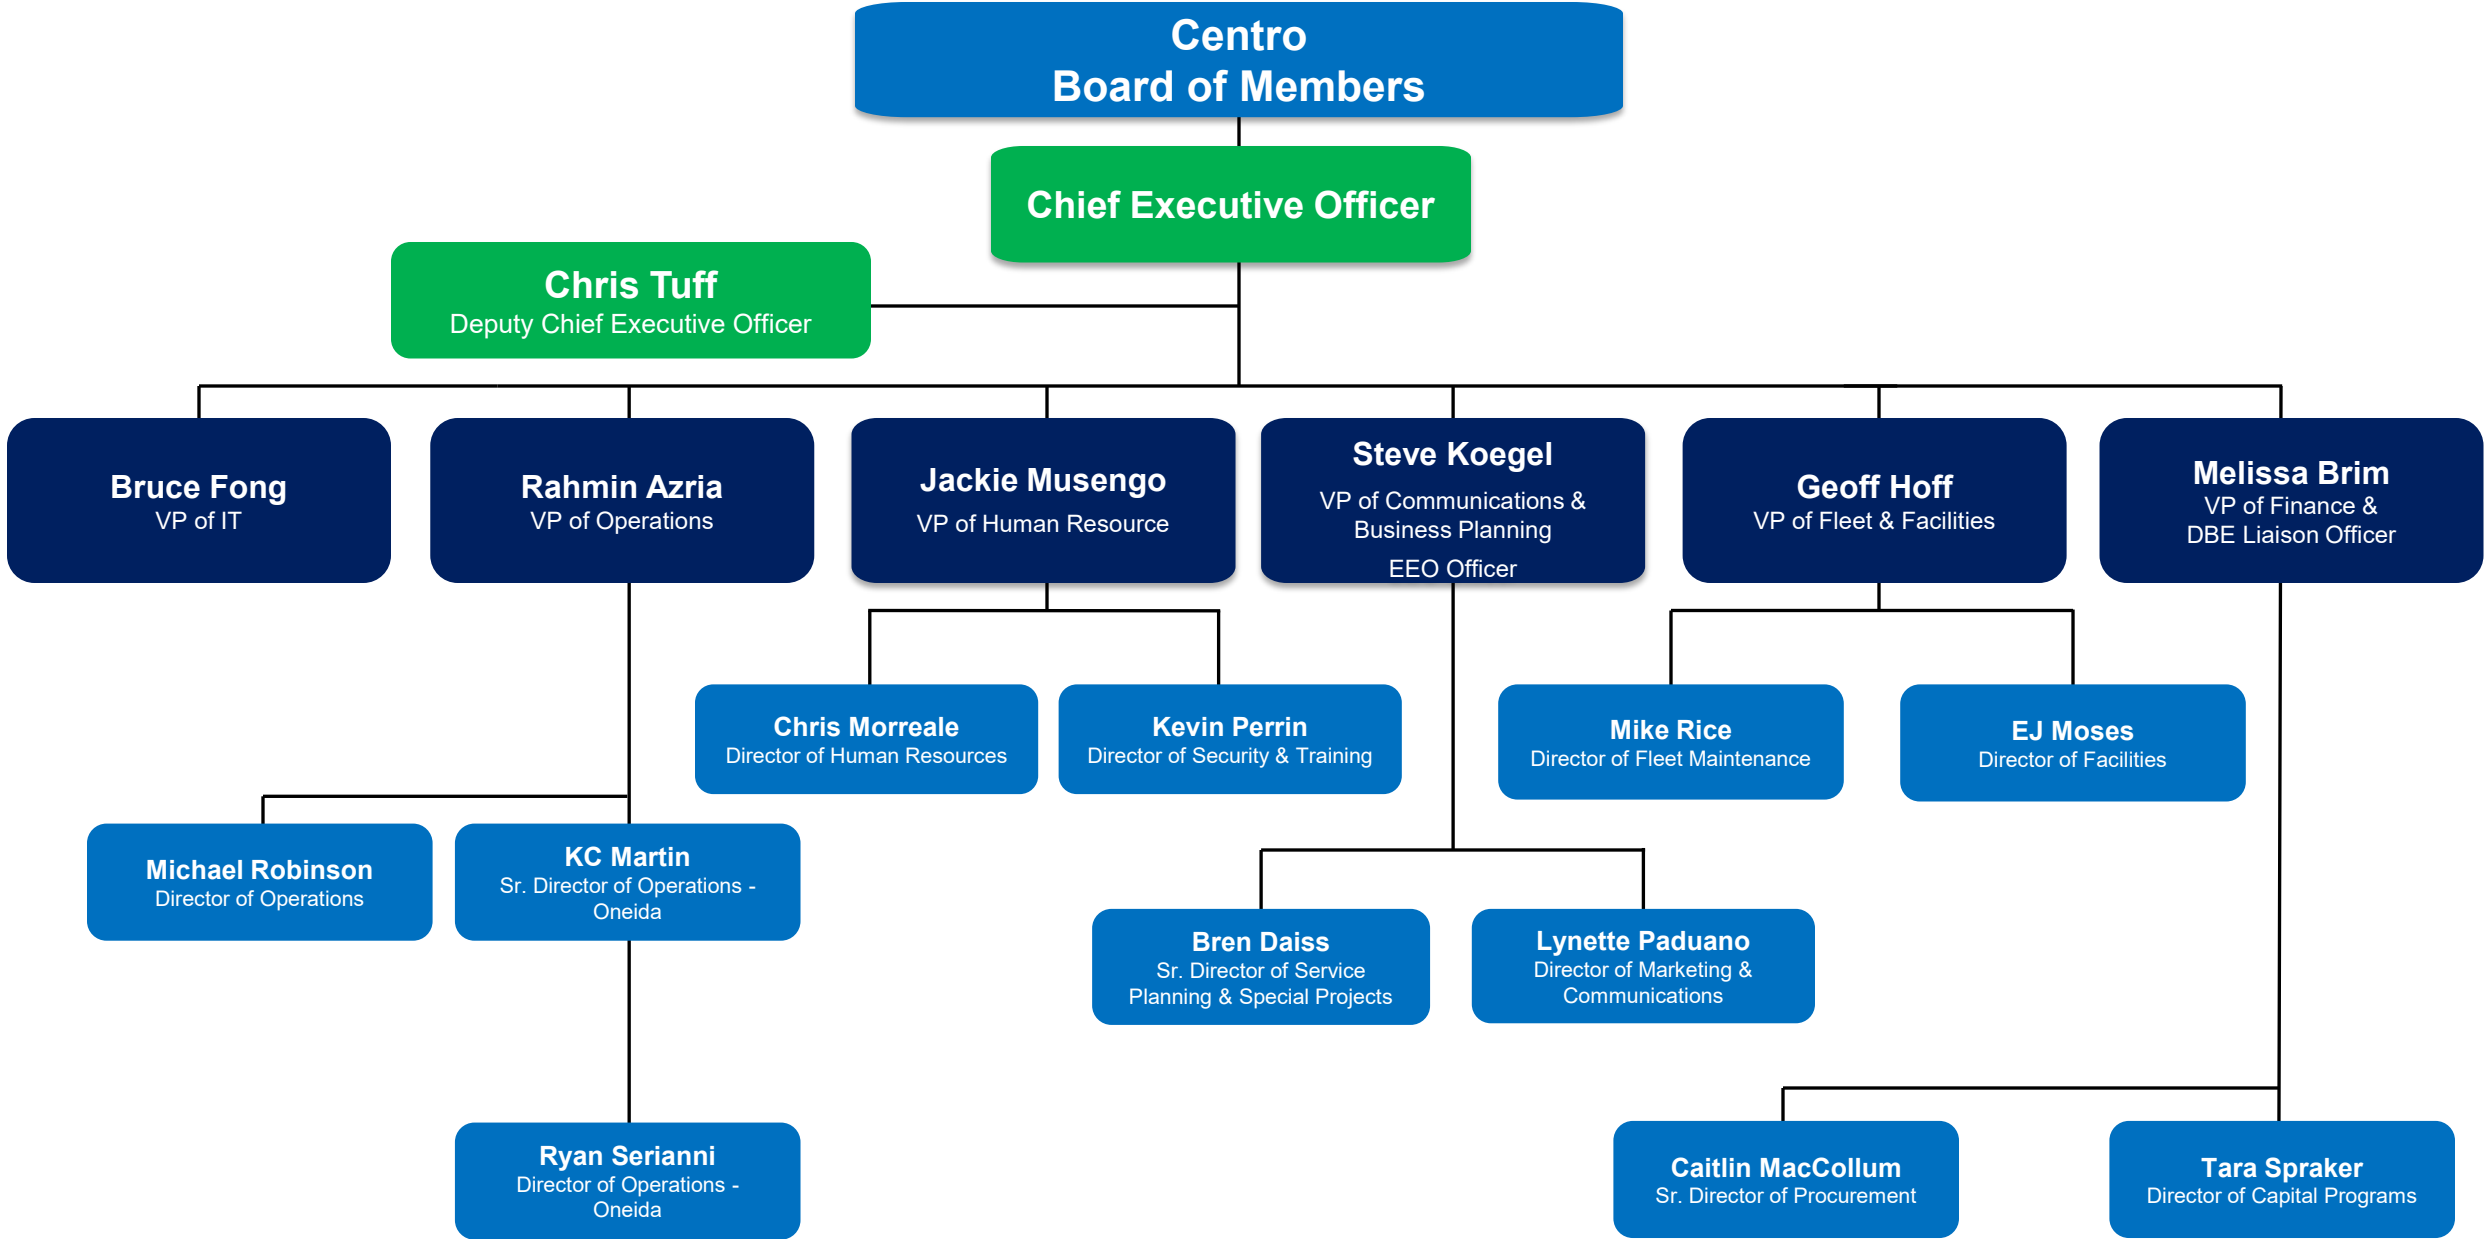 Centro
Board of Members
Chief Executive Officer
Chris Tuff
Deputy Chief Executive Officer
Bruce Fong
VP of IT
Rahmin Azria
VP of Operations
Jackie Musengo
VP of Human Resource
Steve Koegel
VP of Communications &
Business Planning
EEO Officer
Geoff Hoff
VP of Fleet & Facilities
Melissa Brim
VP of Finance &
DBE Liaison Officer
Chris Morreale
Director of Human Resources
Kevin Perrin
Director of Security & Training
Mike Rice
Director of Fleet Maintenance
EJ Moses
Director of Facilities
Michael Robinson
Director of Operations
KC Martin
Sr. Director of Operations -
Oneida
Bren Daiss
Sr. Director of Service
Planning & Special Projects
Lynette Paduano
Director of Marketing &
Communications
Ryan Serianni
Director of Operations -
Oneida
Caitlin MacCollum
Sr. Director of Procurement
Tara Spraker
Director of Capital Programs